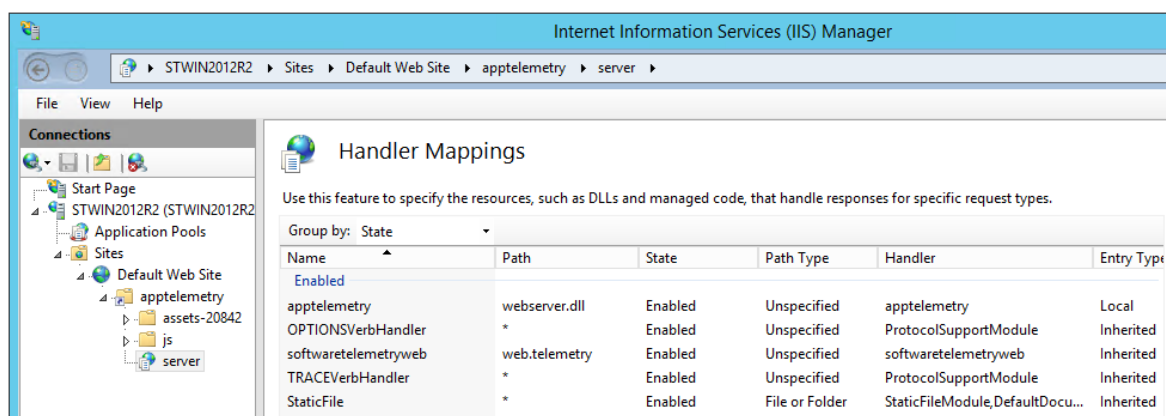 Internet Information Services (IIS) Manager
STWIN2012R2 Sites Default Web Site apptelemetry server
File View Help
Connections
Start Page
STWIN2012R2 (STWIN2012R2
Application Pools
Sites
Default Web Site
apptelemetry
assets-20842
js
server
Handler Mappings
Use this feature to specify the resources, such as DLLs and managed code, that handle responses for specific request types.
Group by: State
Name Path State Path Type Handler Entry Type
Enabled
apptelemetry webserver.dll Enabled Unspecified apptelemetry Local
OPTIONSVerbHandler * Enabled Unspecified ProtocolSupportModule Inherited
softwaretelemetryweb web.telemetry Enabled Unspecified softwaretelemetryweb Inherited
TRACEVerbHandler * Enabled Unspecified ProtocolSupportModule Inherited
StaticFile * Enabled File or Folder StaticFileModule,DefaultDocu... Inherited